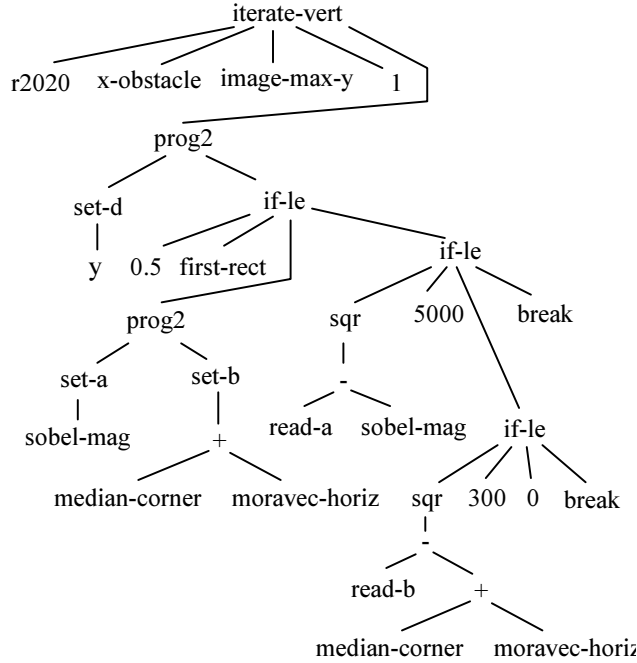 iterate-vert
r2020 x-obstacle image-max-y 1
prog2
set-d if-le
y 0.5 first-rect if-le
prog2 sqr 5000 break
set-a set-b -
sobel-mag + read-a sobel-mag if-le
median-corner moravec-horiz sqr 300 0 break
-
read-b +
median-corner moravec-horiz